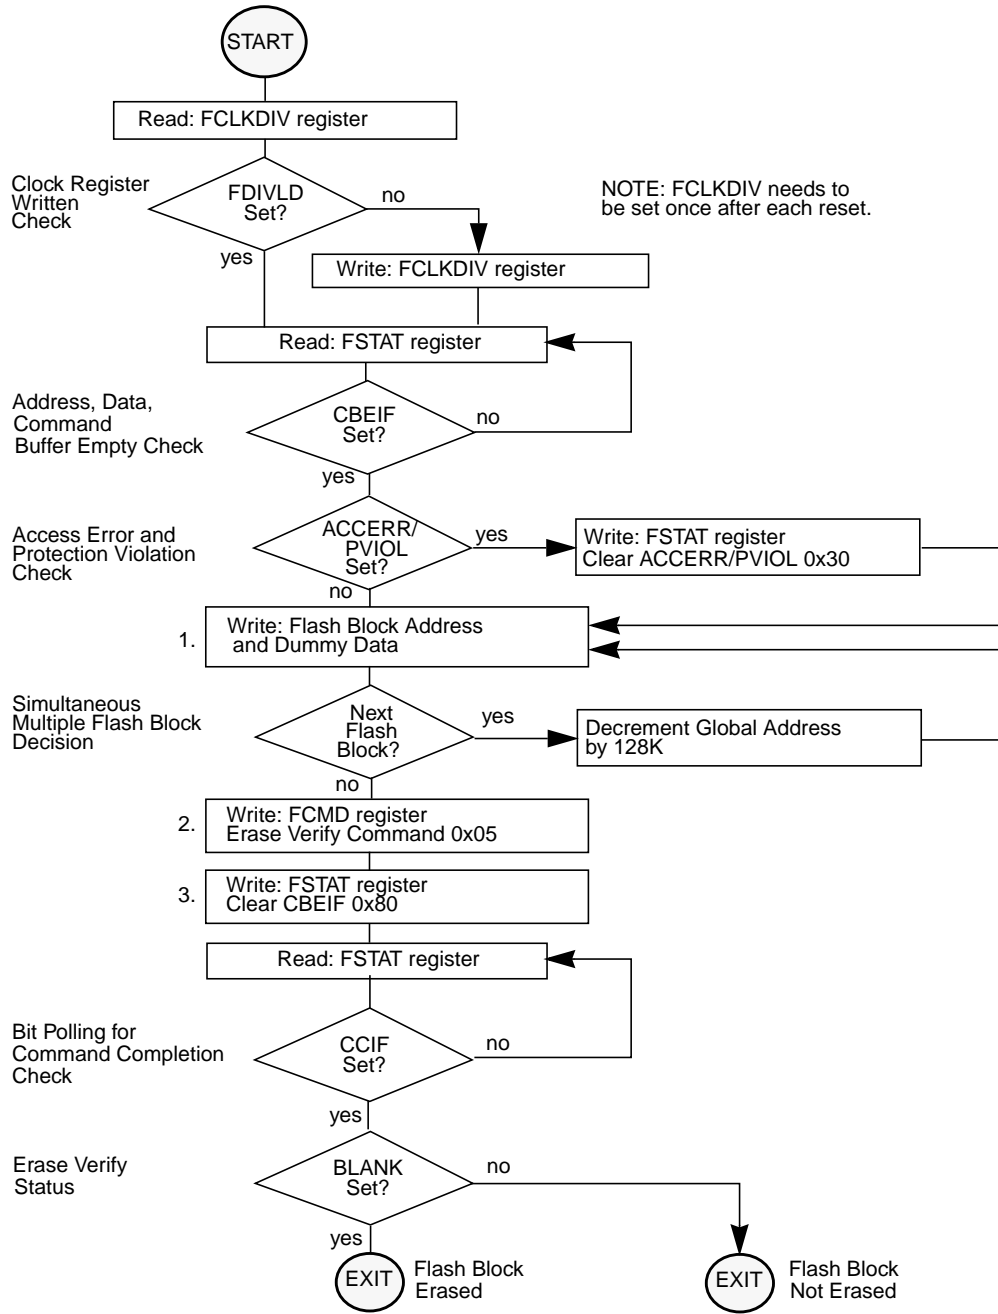 START
Read: FCLKDIV register
Clock Register
Written
Check
FDIVLD
Set?
no
yes
NOTE: FCLKDIV needs to
be set once after each reset.
Write: FCLKDIV register
Read: FSTAT register
Address, Data,
Command
Buffer Empty Check
CBEIF
Set?
no
yes
Access Error and
Protection Violation
Check
ACCERR/
PVIOL
Set?
yes
no
Write: FSTAT register
Clear ACCERR/PVIOL 0x30
1.
Write: Flash Block Address
and Dummy Data
Simultaneous
Multiple Flash Block
Decision
Next
Flash
Block?
yes
no
Decrement Global Address
by 128K
2.
Write: FCMD register
Erase Verify Command 0x05
3.
Write: FSTAT register
Clear CBEIF 0x80
Read: FSTAT register
Bit Polling for
Command Completion
Check
CCIF
Set?
no
yes
Erase Verify
Status
BLANK
Set?
no
yes
EXIT
Flash Block
Erased
EXIT
Flash Block
Not Erased